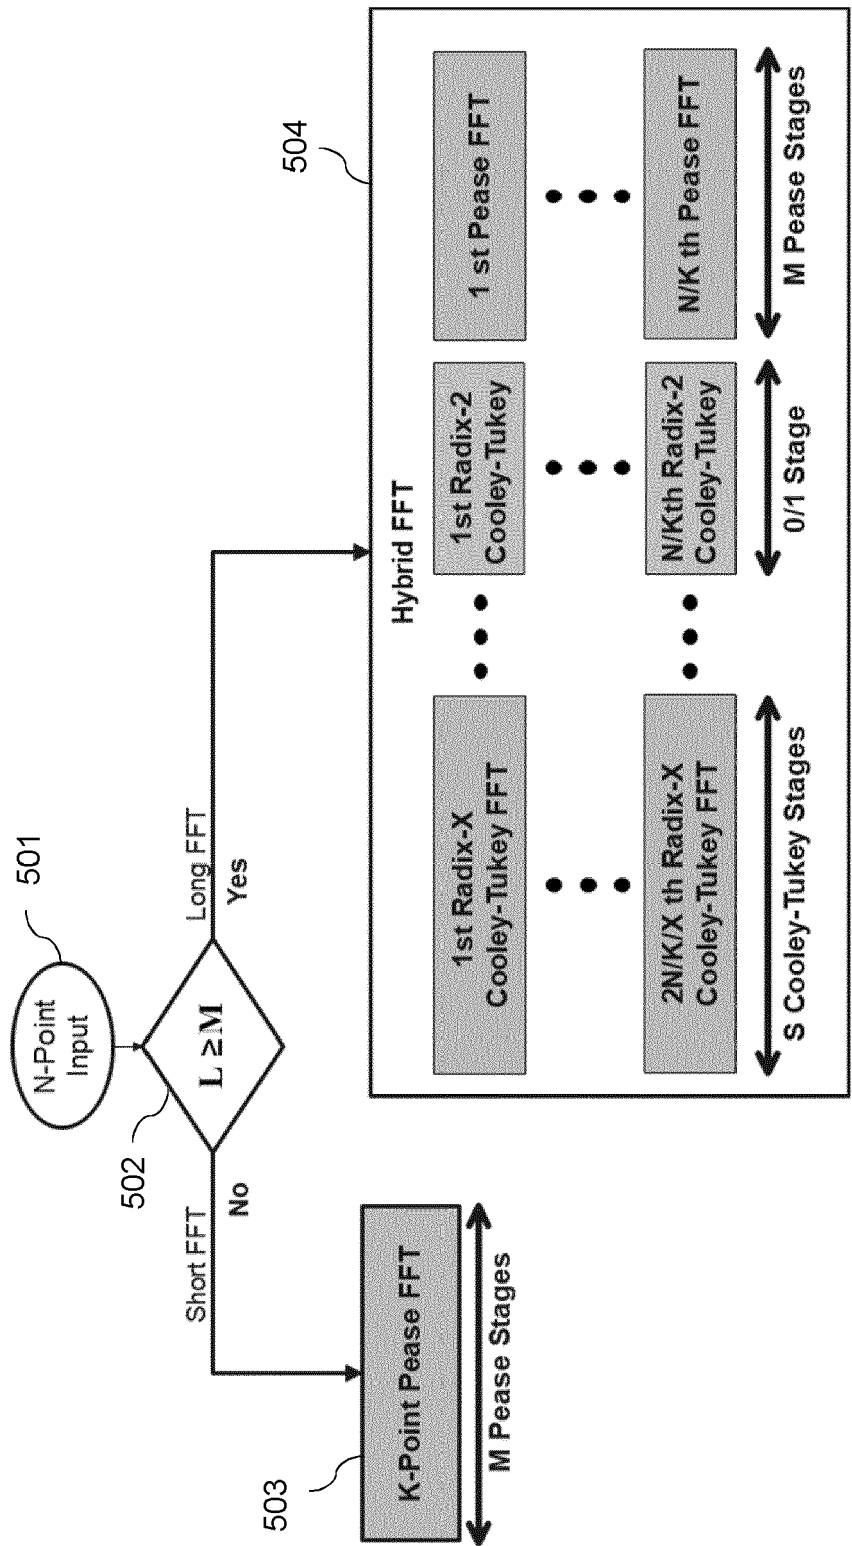 501
N-Point
Input
502
L ≥M
Short FFT
No
Long FFT
Yes
503
K-Point Pease FFT
M Pease Stages
504
Hybrid FFT
1st Radix-X
Cooley-Tukey FFT
1st Radix-2
Cooley-Tukey
1 st Pease FFT
2N/K/X th Radix-X
Cooley-Tukey FFT
N/Kth Radix-2
Cooley-Tukey
N/K th Pease FFT
S Cooley-Tukey Stages
0/1 Stage
M Pease Stages